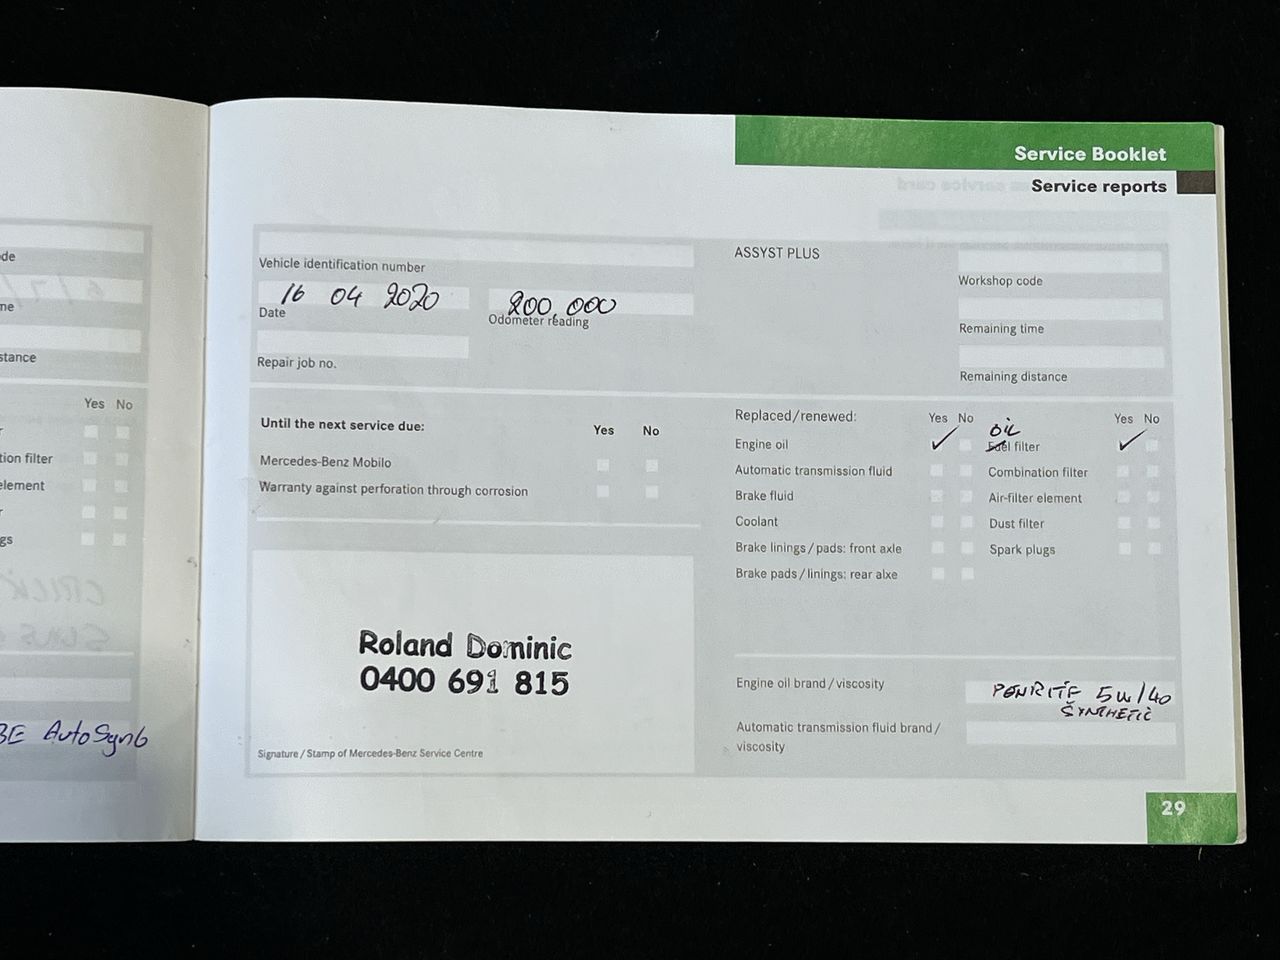 Service Booklet
Service reports
de
ne
stance
Yes No
r
tion filter
element
r
gs
BE AutoSyn6
Vehicle identification number
16 04 2020
Date
200,000
Odometer reading
Repair job no.
ASSYST PLUS
Workshop code
Remaining time
Remaining distance
Until the next service due:
Yes No
Mercedes-Benz Mobilo
Warranty against perforation through corrosion
Roland Dominic
0400 691 815
Signature / Stamp of Mercedes-Benz Service Centre
Replaced/renewed:
Yes No
Engine oil
Automatic transmission fluid
Brake fluid
Coolant
Brake linings / pads: front axle
Brake pads / linings: rear alxe
Yes No
OIL
Fuel filter
Combination filter
Air-filter element
Dust filter
Spark plugs
Engine oil brand / viscosity
PENRITE 5W/40
SYNTHETIC
Automatic transmission fluid brand /
viscosity
29